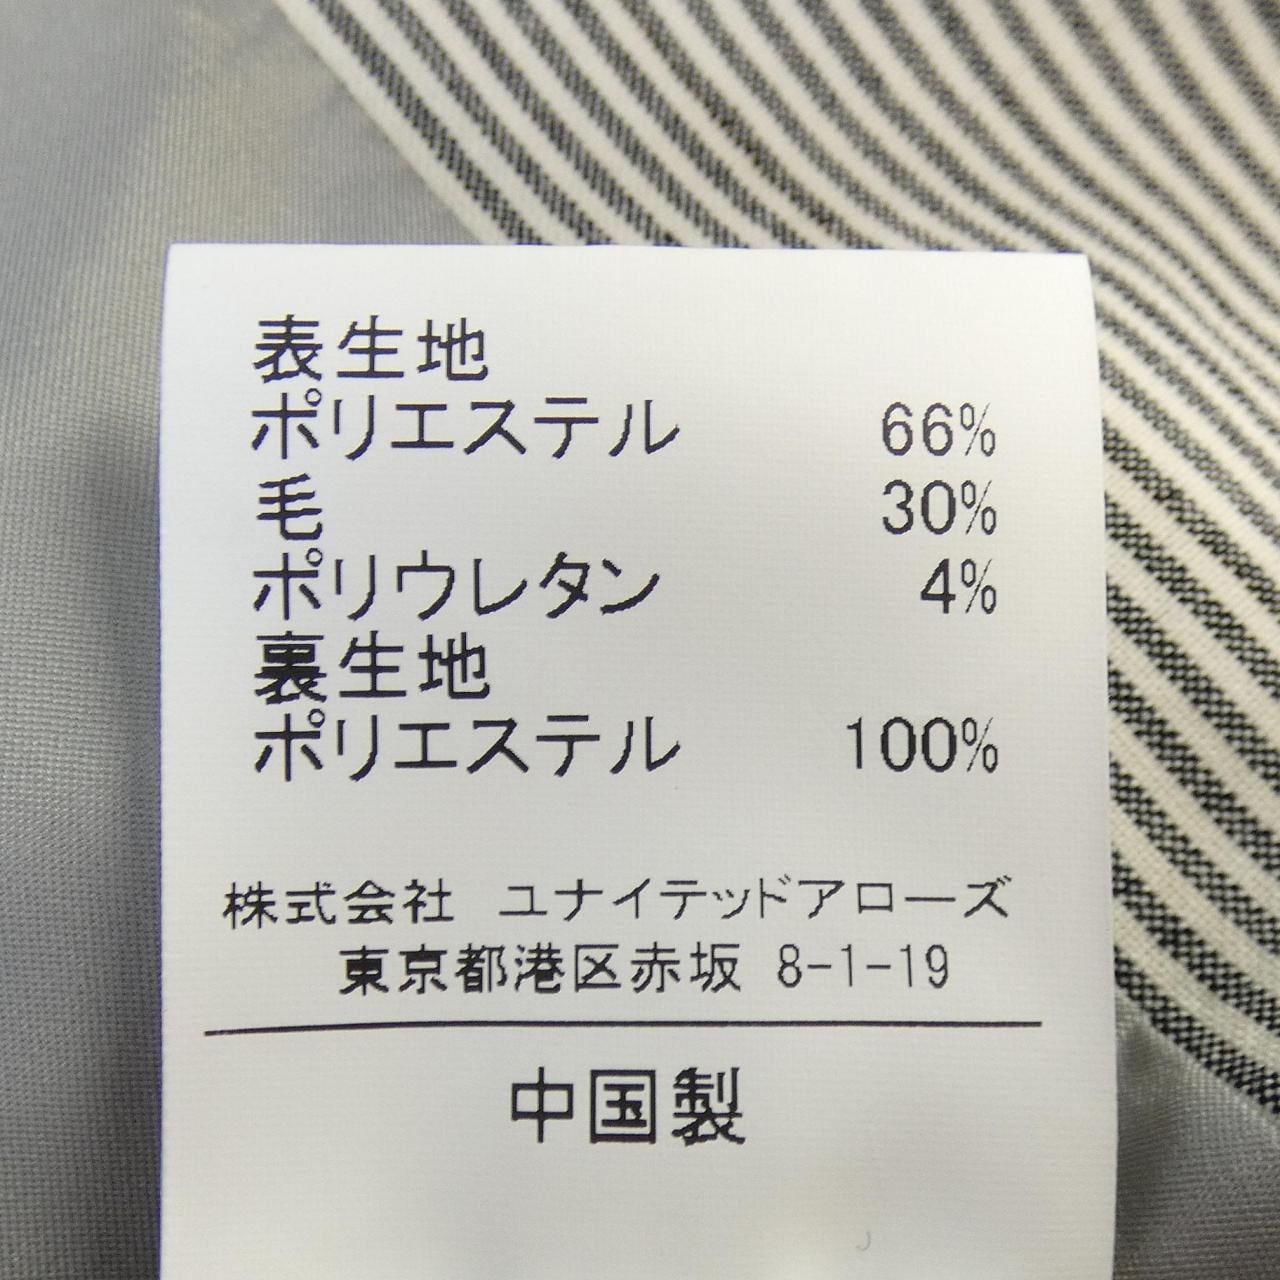 表生地
ポリエステル 66%
毛 30%
ポリウレタン 4%
裏生地
ポリエステル 100%
株式会社 ユナイテッドアローズ
東京都港区赤坂 8-1-19
中国製